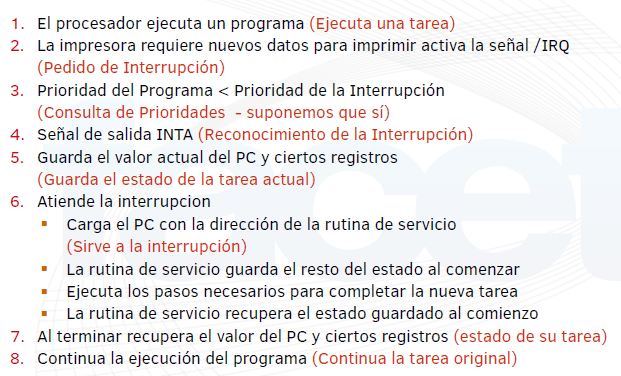 1. El procesador ejecuta un programa (Ejecuta una tarea)
2. La impresora requiere nuevos datos para imprimir activa la señal /IRQ
(Pedido de Interrupción)
3. Prioridad del Programa < Prioridad de la Interrupción
(Consulta de Prioridades - suponemos que sí)
4. Señal de salida INTA (Reconocimiento de la Interrupción)
5. Guarda el valor actual del PC y ciertos registros
(Guarda el estado de la tarea actual)
6. Atiende la interrupcion
▪ Carga el PC con la dirección de la rutina de servicio
(Sirve a la interrupción)
▪ La rutina de servicio guarda el resto del estado al comenzar
▪ Ejecuta los pasos necesarios para completar la nueva tarea
▪ La rutina de servicio recupera el estado guardado al comienzo
7. Al terminar recupera el valor del PC y ciertos registros (estado de su tarea)
8. Continua la ejecución del programa (Continua la tarea original)